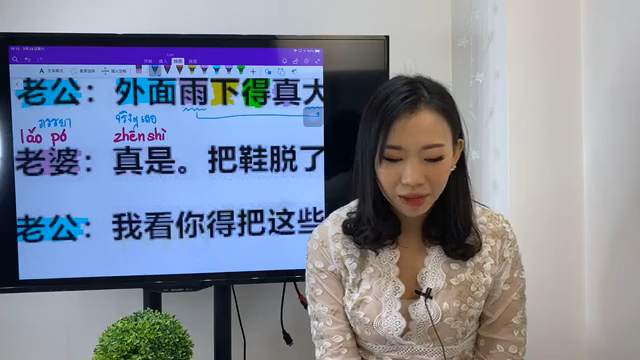 老公：外面雨下得真大
ภรรยา จริงๆ เลย
lǎo pó zhēn shì
老婆：真是。把鞋脱了
老公：我看你得把这些